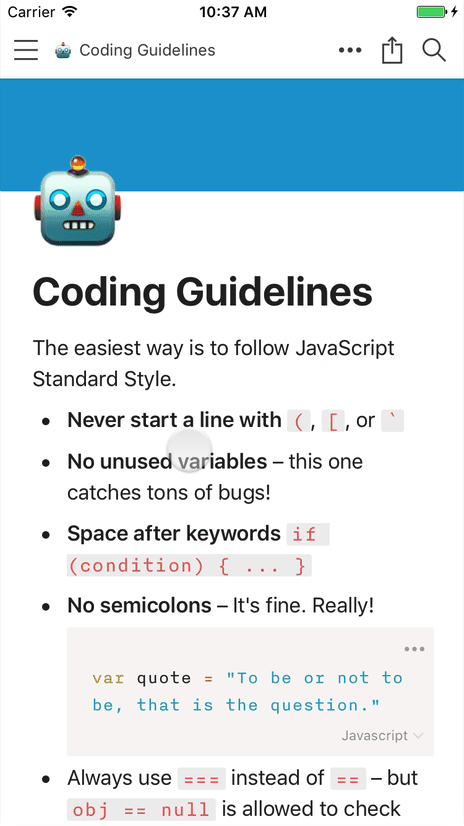 Carrier 10:37 AM
Coding Guidelines
Coding Guidelines
The easiest way is to follow JavaScript
Standard Style.
• Never start a line with (, [, or `
• No unused variables – this one
catches tons of bugs!
• Space after keywords if
(condition) { ... }
• No semicolons – It's fine. Really!
var quote = "To be or not to
be, that is the question."
Javascript
• Always use === instead of == – but
obj == null is allowed to check